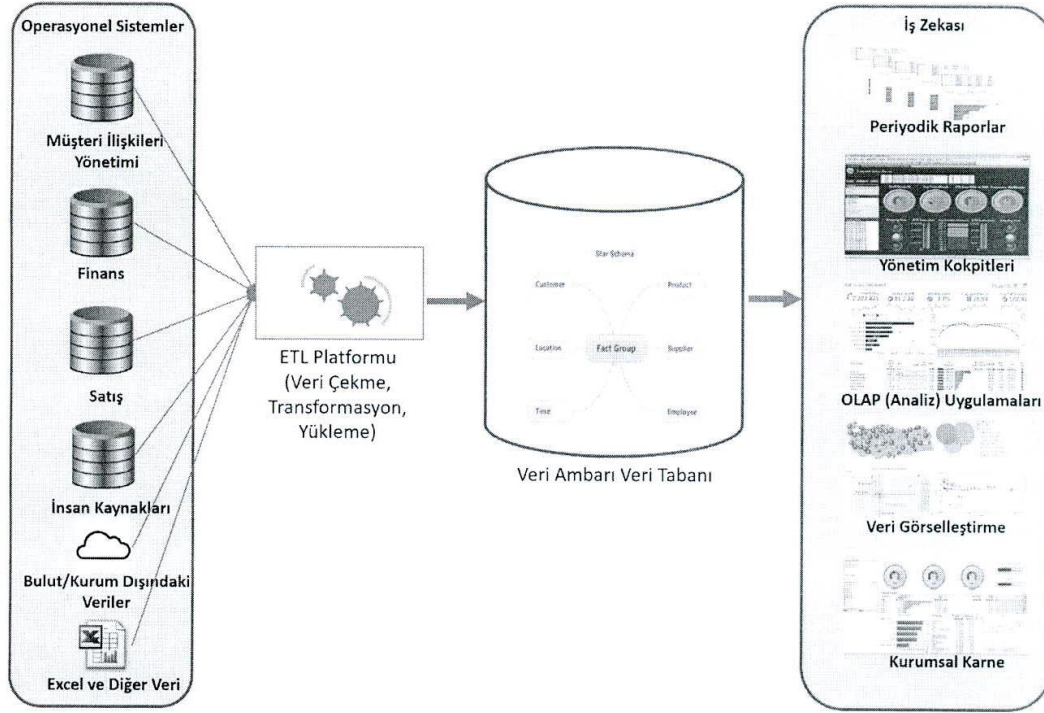 Operasyonel Sistemler
Müşteri İlişkileri
Yönetimi
Finans
Satış
İnsan Kaynakları
Bulut/Kurum Dışındaki
Veriler
Excel ve Diğer Veri
ETL Platformu
(Veri Çekme,
Transformasyon,
Yükleme)
Star Schema
Customer
Product
Location
Fact Group
Supplier
Time
Employee
Veri Ambarı Veri Tabanı
İş Zekası
Periyodik Raporlar
Yönetim Kokpitleri
OLAP (Analiz) Uygulamaları
Veri Görselleştirme
Kurumsal Karne